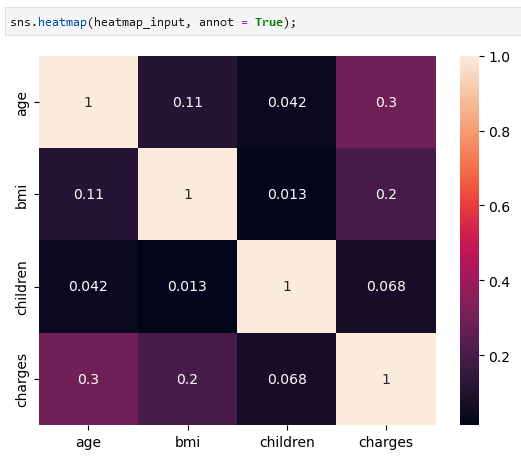 sns.heatmap(heatmap_input, annot = True);
1.0
age 1 0.11 0.042 0.3
0.8
bmi 0.11 1 0.013 0.2
0.6
0.4
children 0.042 0.013 1 0.068
0.2
charges 0.3 0.2 0.068 1
age bmi children charges